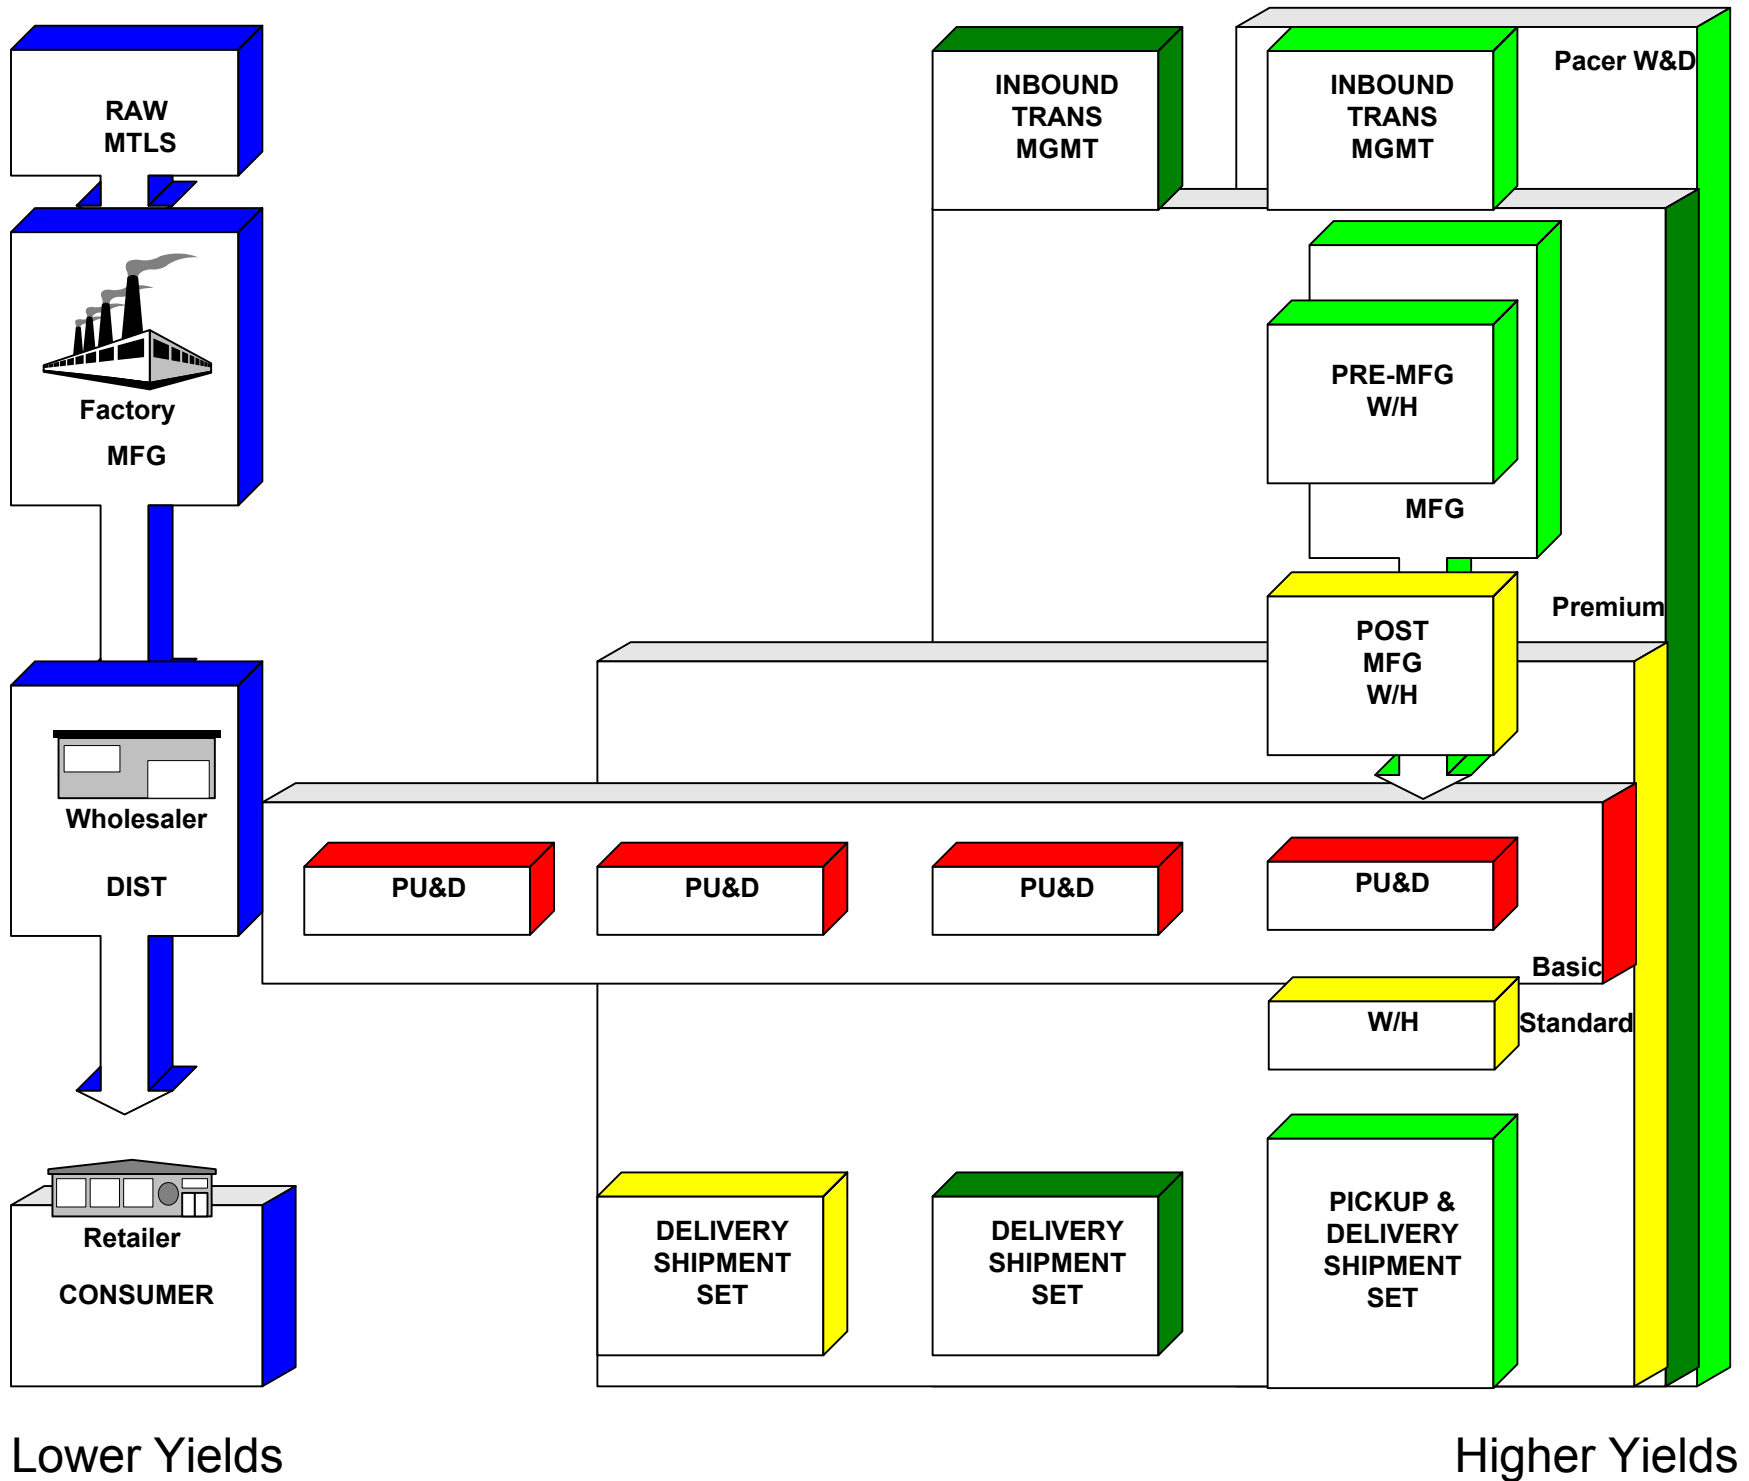 Pacer W&D
RAW
MTLS
INBOUND
TRANS
MGMT
INBOUND
TRANS
MGMT
Factory
MFG
PRE-MFG
W/H
MFG
Premium
POST
MFG
W/H
Wholesaler
DIST
PU&D
PU&D
PU&D
PU&D
Basic
W/H
Standard
Retailer
CONSUMER
DELIVERY
SHIPMENT
SET
DELIVERY
SHIPMENT
SET
PICKUP &
DELIVERY
SHIPMENT
SET
Lower Yields
Higher Yields